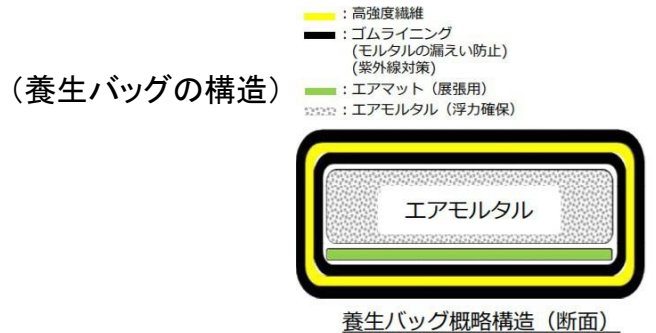 ：高強度繊維
：ゴムライニング
(モルタルの漏えい防止)
(紫外線対策)
：エアマット（展張用）
：エアモルタル（浮力確保）
（養生バッグの構造）
エアモルタル
養生バッグ概略構造（断面）